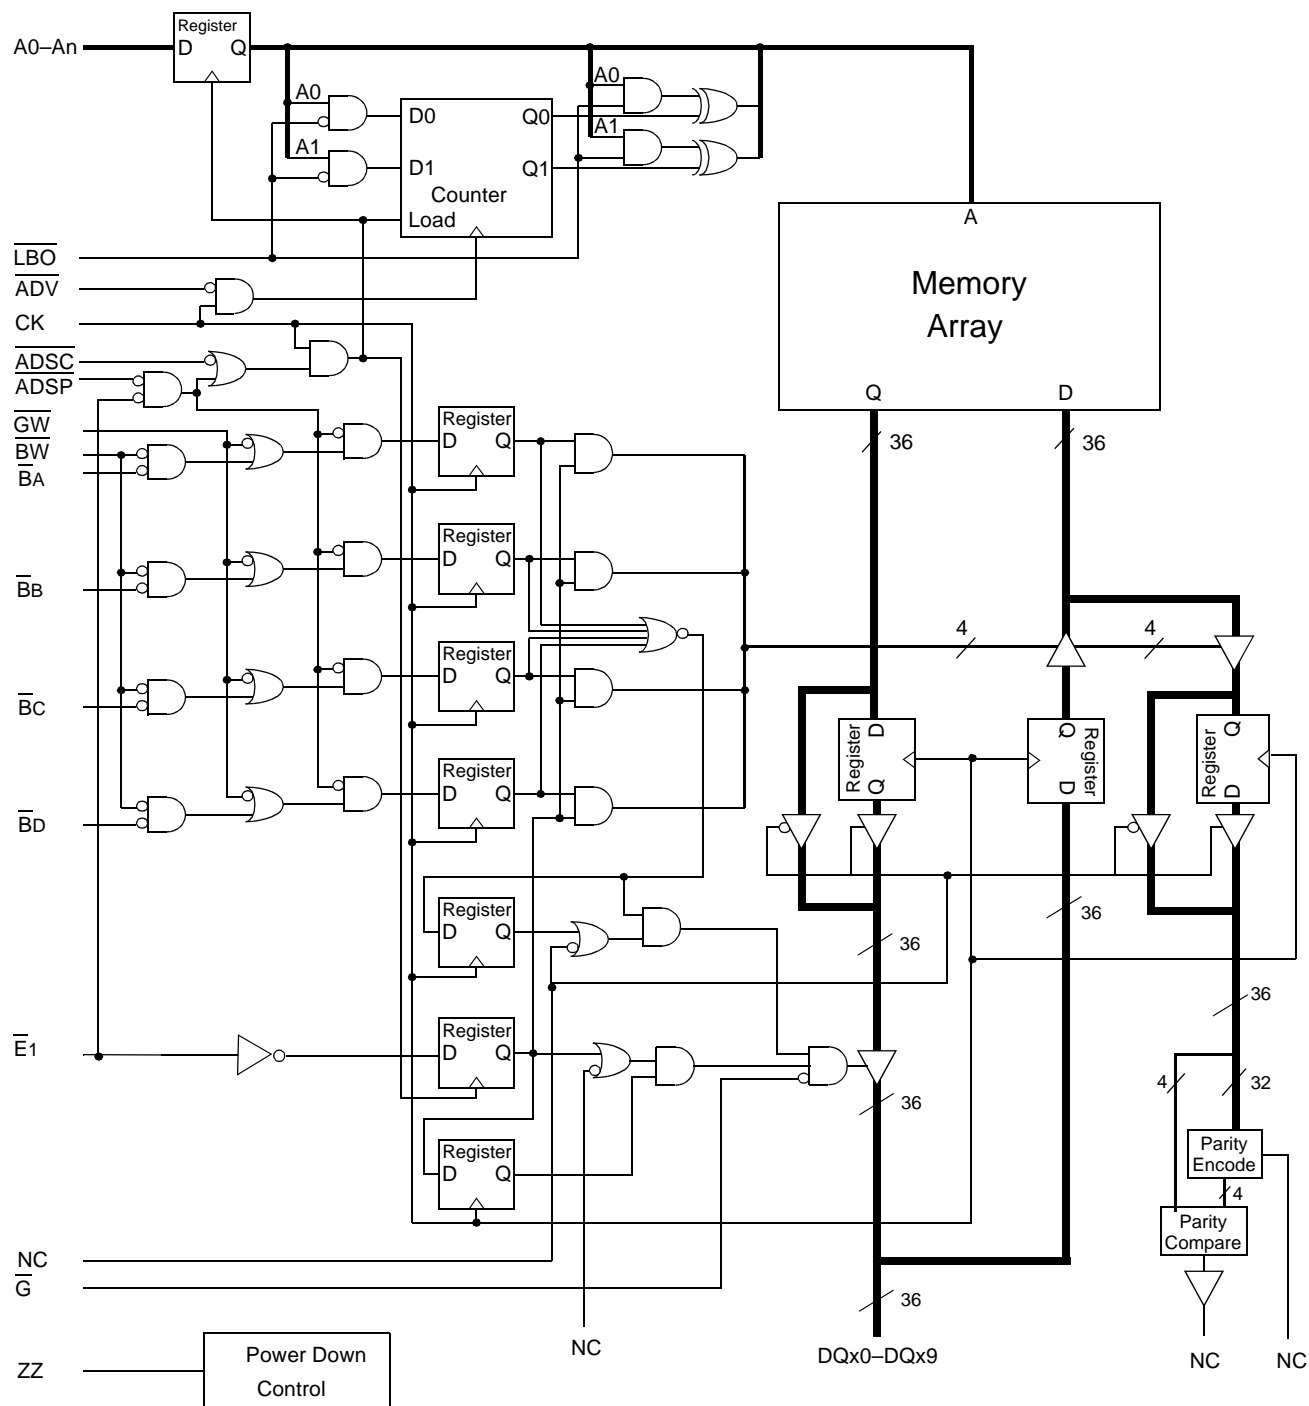 Register
A0–An
D Q
A0
A0
D0 Q0
A1
A1
D1 Q1
Counter
Load
A
LBO
Memory
ADV
Array
CK
ADSC
ADSP
Q D
Register
GW
D Q
36 36
BW
BA
Register
D Q
BB
4 4
Register
D Q
BC
D Q Q
Register Register Register
Q D D
Register
D Q
BD
Register
D Q
36
36
36
Register
E1
D Q
4 32
36
Register
D Q
Parity
Encode
4
Parity
Compare
NC
G
36
NC
DQx0–DQx9
NC NC
Power Down
ZZ
Control